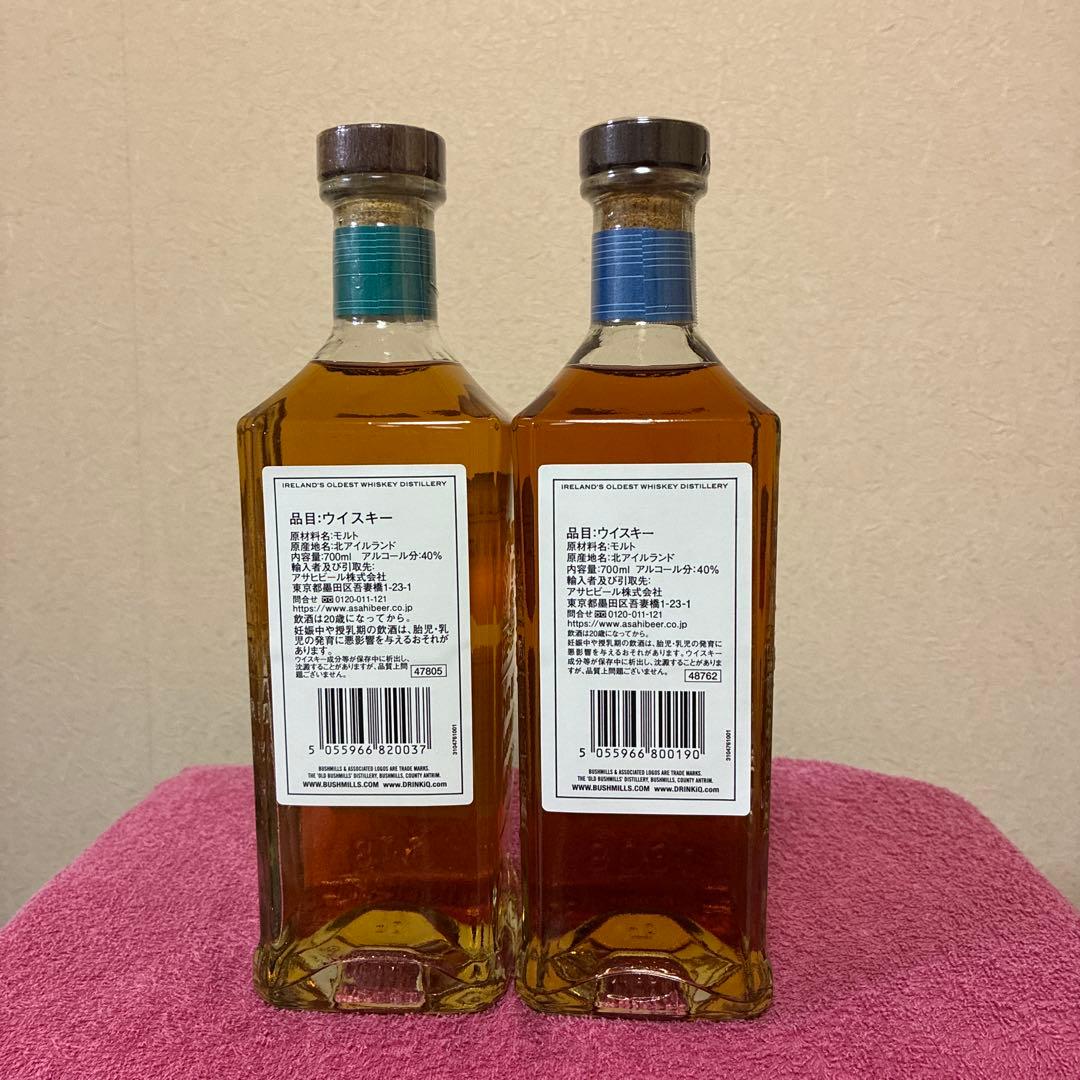 IRELAND'S OLDEST WHISKEY DISTILLERY
品目:ウイスキー
原材料名:モルト
原産地名:北アイルランド
内容量:700ml アルコール分:40%
輸入者及び引取先:
アサヒビール株式会社
東京都墨田区吾妻橋1-23-1
問合せ 0120-011-121
https://www.asahibeer.co.jp
飲酒は20歳になってから。
妊娠中や授乳期の飲酒は、胎児・乳
児の発育に悪影響を与えるおそれが
あります。
ウイスキー成分等が保存中に析出し、
沈澱することがありますが、品質上問
題ございません。
47805
5 055966 820037
3104761001
BUSHMILLS & ASSOCIATED LOGOS ARE TRADE MARKS.
THE 'OLD BUSHMILLS' DISTILLERY, BUSHMILLS, COUNTY ANTRIM.
WWW.BUSHMILLS.COM www.DRINKiQ.com
IRELAND'S OLDEST WHISKEY DISTILLERY
品目:ウイスキー
原材料名:モルト
原産地名:北アイルランド
内容量:700ml アルコール分:40%
輸入者及び引取先:
アサヒビール株式会社
東京都墨田区吾妻橋1-23-1
問合せ 0120-011-121
https://www.asahibeer.co.jp
飲酒は20歳になってから。
妊娠中や授乳期の飲酒は、胎児・乳児の発育に
悪影響を与えるおそれがあります。ウイスキー
成分等が保存中に析出し、沈澱することがありま
すが、品質上問題ございません。
48762
5 055966 800190
3104761001
BUSHMILLS & ASSOCIATED LOGOS ARE TRADE MARKS.
THE 'OLD BUSHMILLS' DISTILLERY, BUSHMILLS, COUNTY ANTRIM.
WWW.BUSHMILLS.COM www.DRINKiQ.com